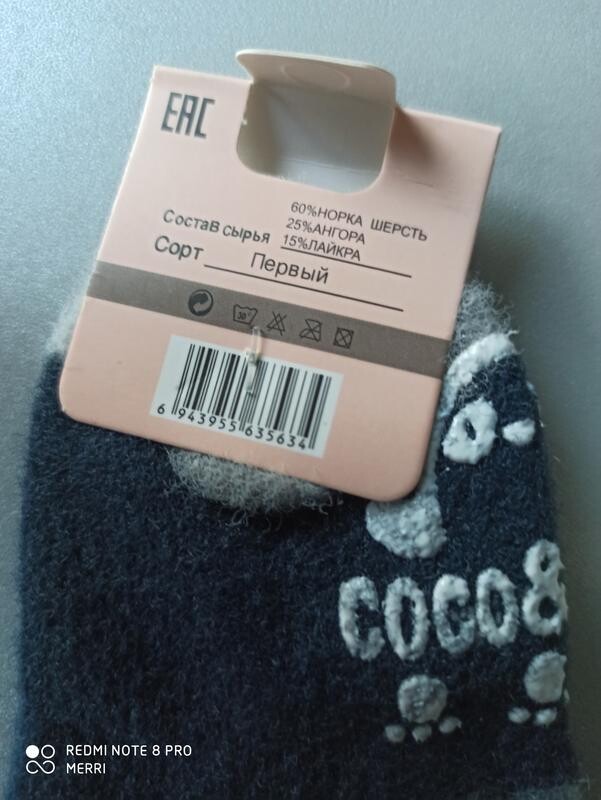 EAC
60%НОРКА ШЕРСТЬ
Состав сырья 25%АНГОРА
15%ЛАЙКРА
Сорт Первый
30°
6 943955 635634
COCO8
REDMI NOTE 8 PRO
MERRI